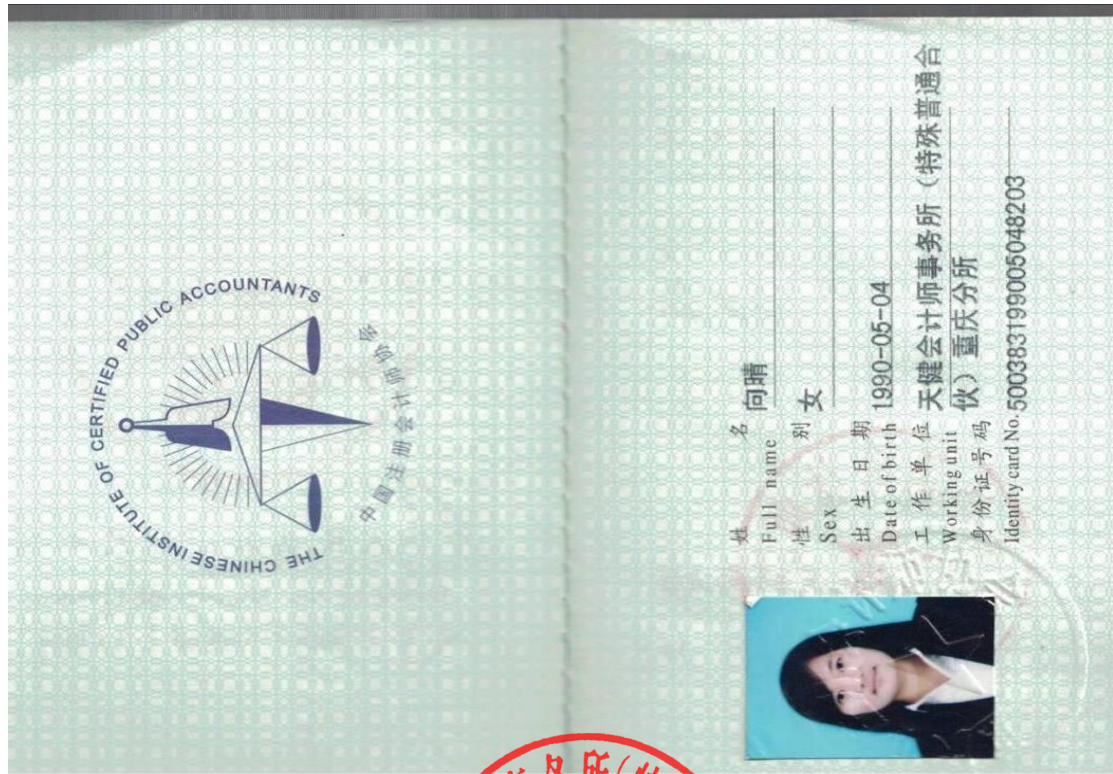 THE CHINESE INSTITUTE OF CERTIFIED PUBLIC ACCOUNTANTS
中国注册会计师协会
姓 名 向晴
Full name
性 别 女
Sex
出 生 日 期 1990-05-04
Date of birth
工 作 单 位 天健会计师事务所（特殊普通合
Working unit 伙）重庆分所
身 份 证 号 码
Identity card No. 500383199005048203